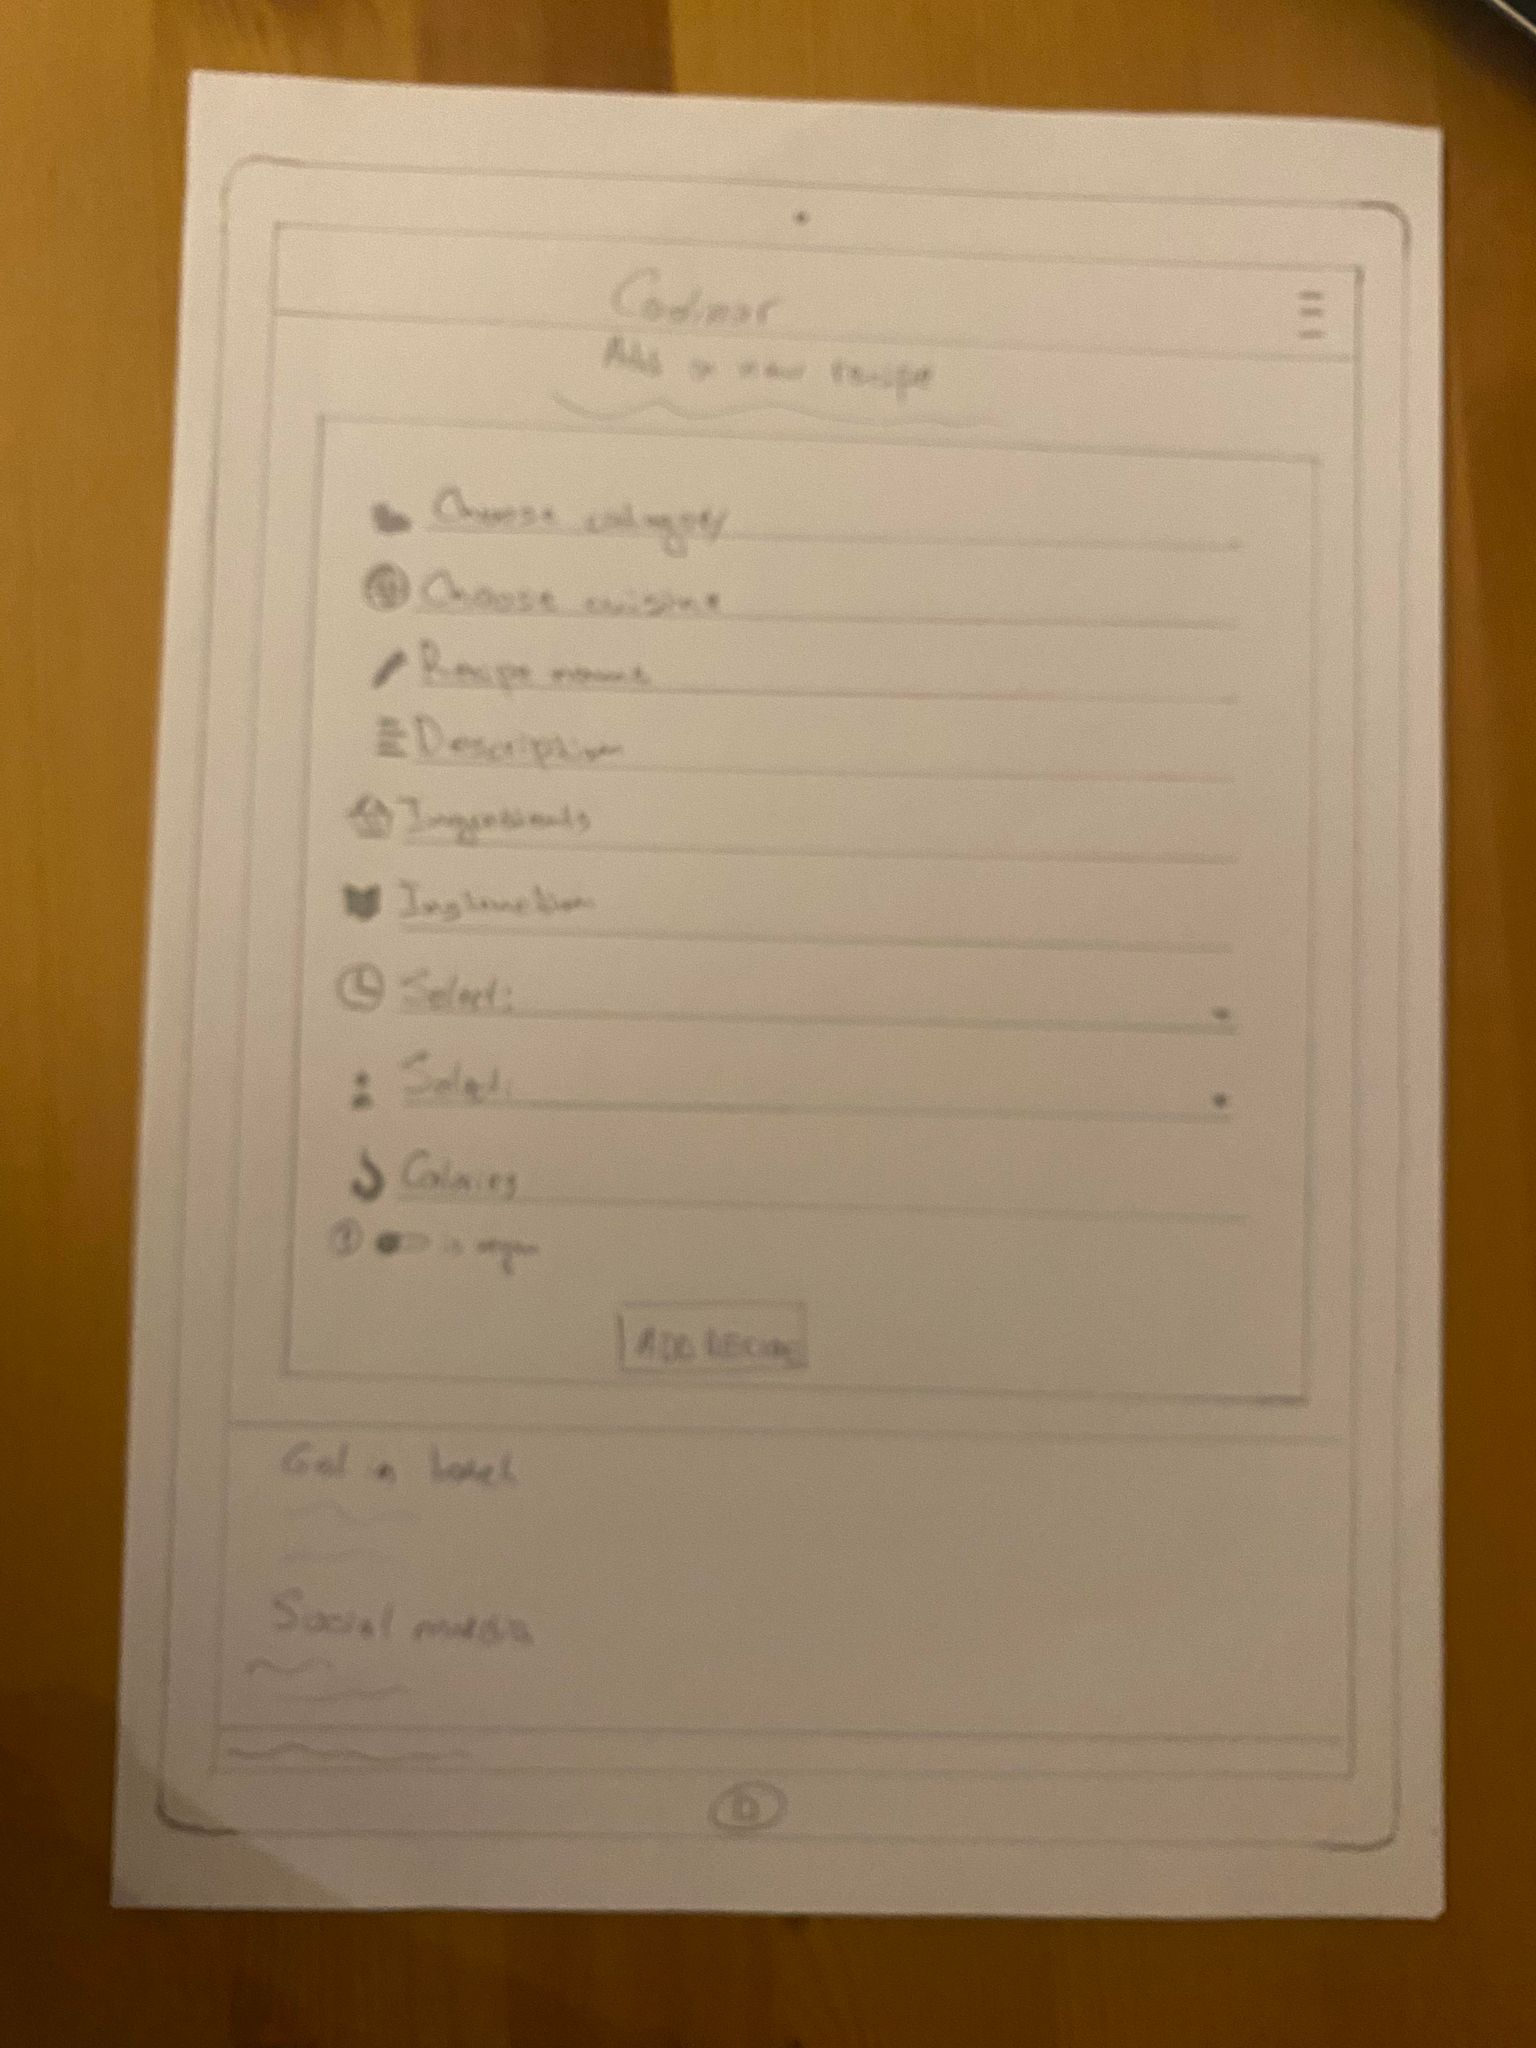 Add a new recipe
Choose category
Choose cuisine
Recipe name
Description
Ingredients
Instruction
Select:
Select:
Calories
is vegan
ADD RECIPE
Get in touch
Social media